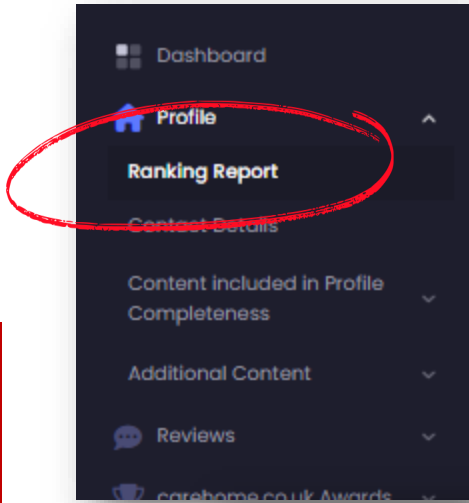 Dashboard
Profile
Ranking Report
Contact Details
Content included in Profile
Completeness
Additional Content
Reviews
carehome.co.uk Awards